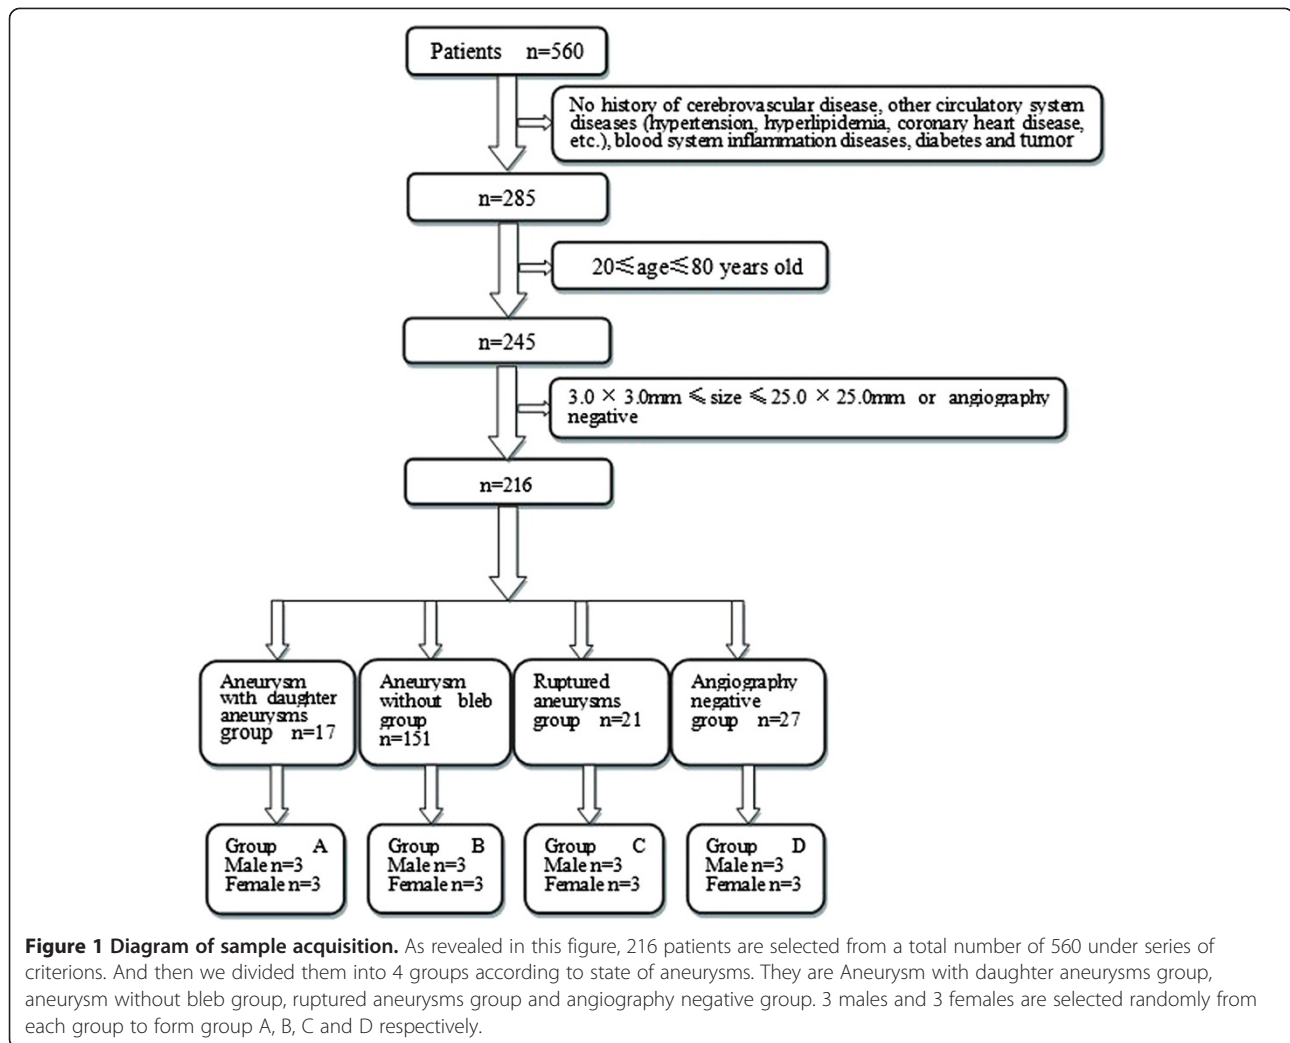 Patients n=560
No history of cerebrovascular disease, other circulatory system
diseases (hypertension, hyperlipidemia, coronary heart disease,
etc.), blood system inflammation diseases, diabetes and tumor
n=285
20≤age≤80 years old
n=245
3.0 × 3.0mm ≤ size ≤ 25.0 × 25.0mm or angiography
negative
n=216
Aneurysm
with daughter
aneurysms
group n=17
Aneurysm
without bleb
group
n=151
Ruptured
aneurysms
group n=21
Angiography
negative
group n=27
Group A
Male n=3
Female n=3
Group B
Male n=3
Female n=3
Group C
Male n=3
Female n=3
Group D
Male n=3
Female n=3
Figure 1 Diagram of sample acquisition. As revealed in this figure, 216 patients are selected from a total number of 560 under series of
criterions. And then we divided them into 4 groups according to state of aneurysms. They are Aneurysm with daughter aneurysms group,
aneurysm without bleb group, ruptured aneurysms group and angiography negative group. 3 males and 3 females are selected randomly from
each group to form group A, B, C and D respectively.